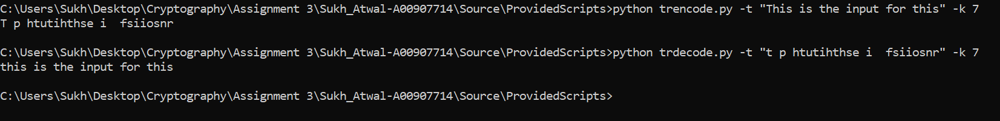 C:\Users\Sukh\Desktop\Cryptography\Assignment 3\Sukh_Atwal-A00907714\Source\ProvidedScripts>python trencode.py -t "This is the input for this" -k 7
T p htutihthse i  fsiiosnr
C:\Users\Sukh\Desktop\Cryptography\Assignment 3\Sukh_Atwal-A00907714\Source\ProvidedScripts>python trdecode.py -t "t p htutihthse i  fsiiosnr" -k 7
this is the input for this
C:\Users\Sukh\Desktop\Cryptography\Assignment 3\Sukh_Atwal-A00907714\Source\ProvidedScripts>